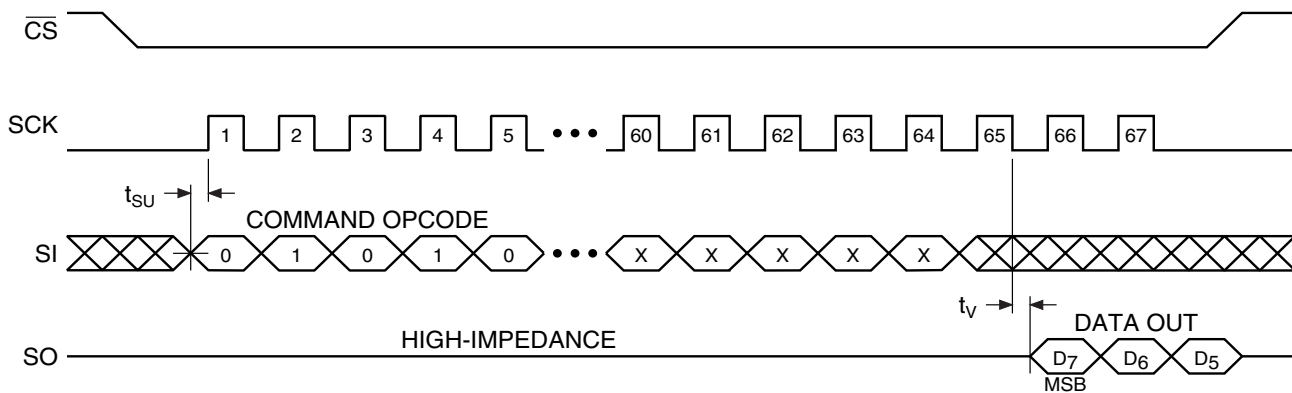 CS
SCK 1 2 3 4 5 ••• 60 61 62 63 64 65 66 67
tSU
COMMAND OPCODE
SI 0 1 0 1 0 ••• X X X X X
tV
HIGH-IMPEDANCE DATA OUT
SO D7 D6 D5
MSB